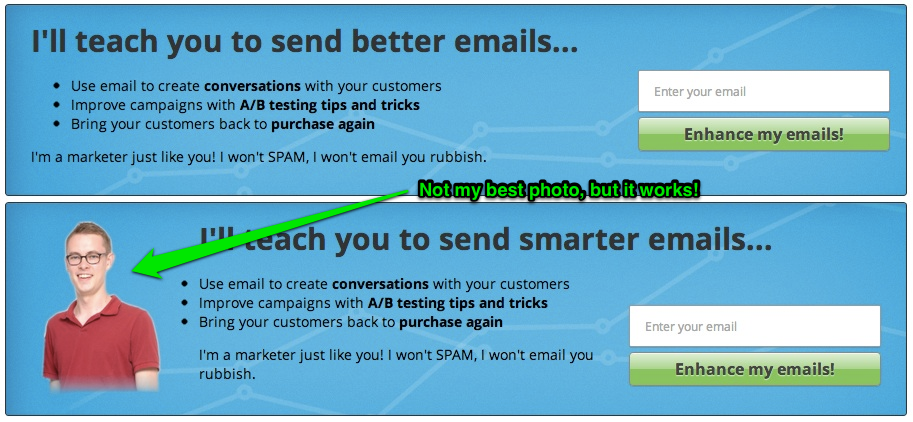 I'll teach you to send better emails...
• Use email to create conversations with your customers
• Improve campaigns with A/B testing tips and tricks
• Bring your customers back to purchase again
Enter your email
Enhance my emails!
I'm a marketer just like you! I won't SPAM, I won't email you rubbish.
Not my best photo, but it works!
I'll teach you to send smarter emails...
• Use email to create conversations with your customers
• Improve campaigns with A/B testing tips and tricks
• Bring your customers back to purchase again
I'm a marketer just like you! I won't SPAM, I won't email you
rubbish.
Enter your email
Enhance my emails!